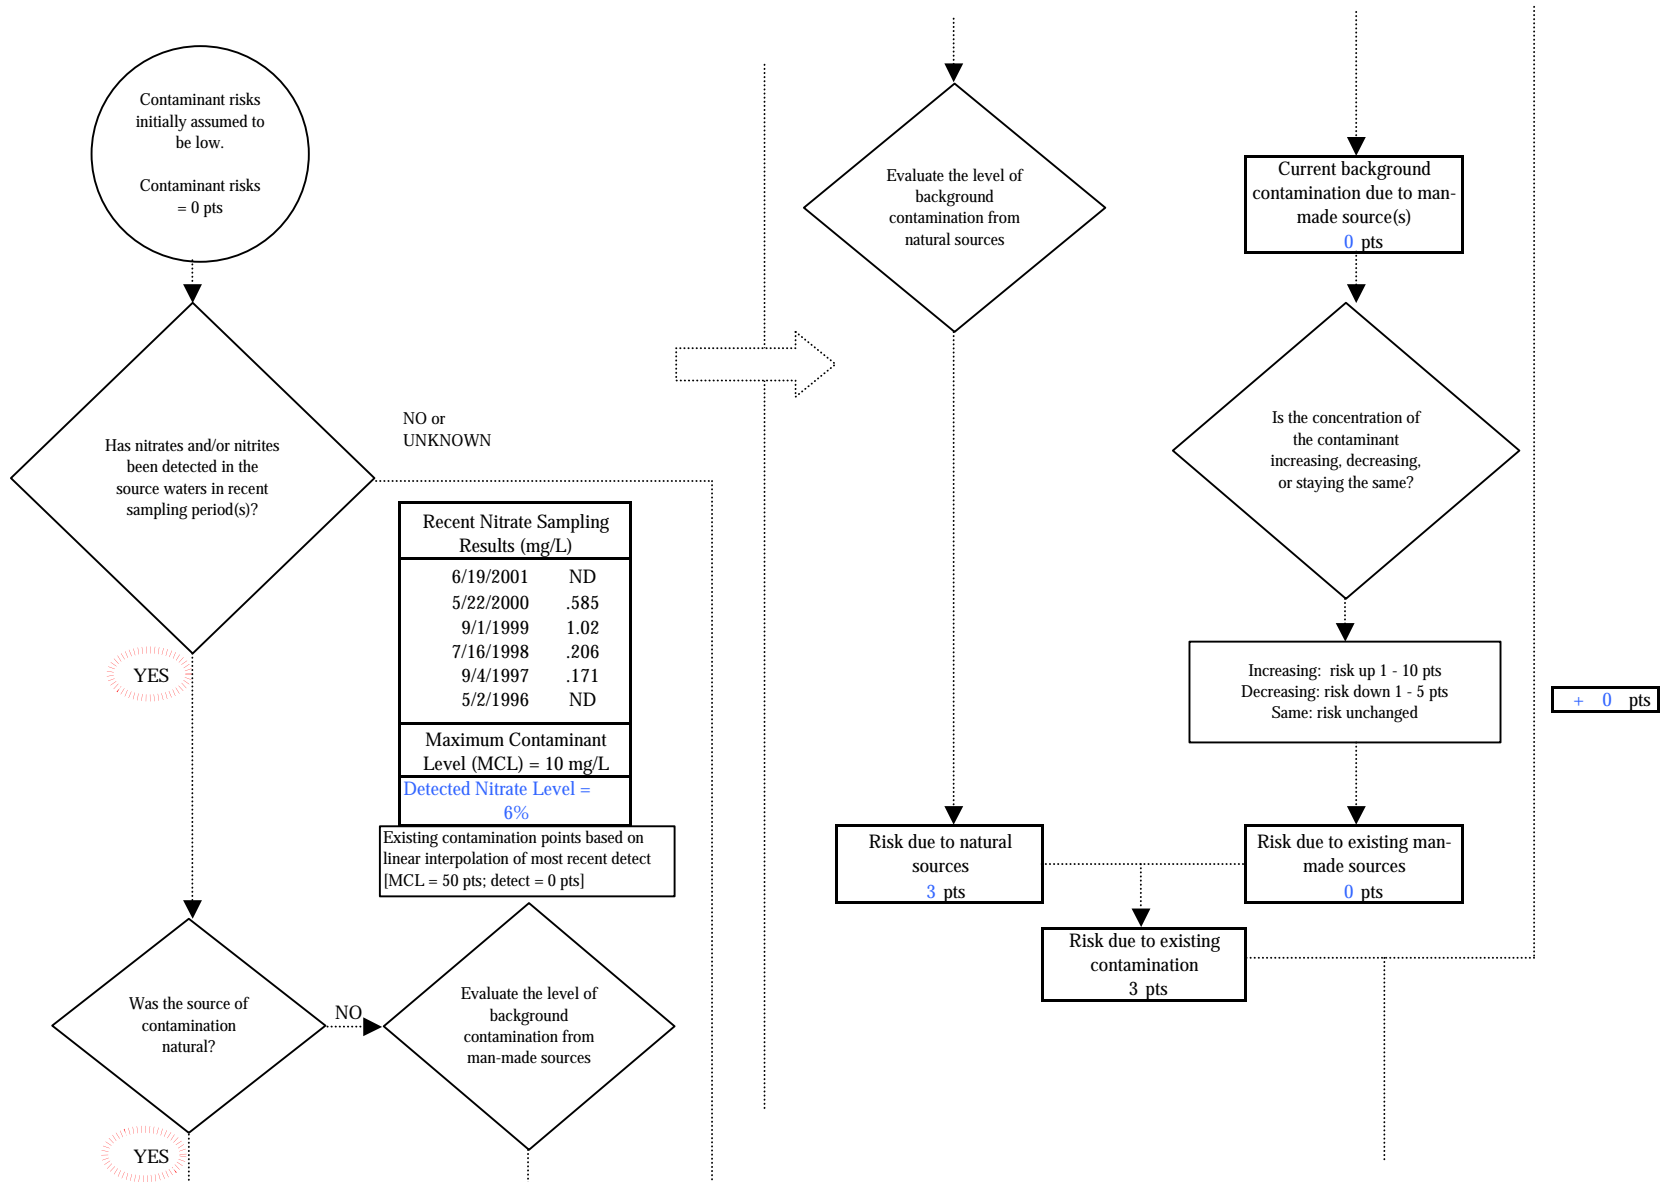 Contaminant risks
initially assumed to
be low.
Contaminant risks
= 0 pts
Has nitrates and/or nitrites
been detected in the
source waters in recent
sampling period(s)?
NO or
UNKNOWN
YES
Recent Nitrate Sampling
Results (mg/L)
6/19/2001 ND
5/22/2000 .585
9/1/1999 1.02
7/16/1998 .206
9/4/1997 .171
5/2/1996 ND
Maximum Contaminant
Level (MCL) = 10 mg/L
Detected Nitrate Level =
6%
Existing contamination points based on
linear interpolation of most recent detect
[MCL = 50 pts; detect = 0 pts]
Was the source of
contamination
natural?
NO
YES
Evaluate the level of
background
contamination from
man-made sources
Evaluate the level of
background
contamination from
natural sources
Risk due to natural
sources
3 pts
Current background
contamination due to man-
made source(s)
0 pts
Is the concentration of
the contaminant
increasing, decreasing,
or staying the same?
Increasing: risk up 1 - 10 pts
Decreasing: risk down 1 - 5 pts
Same: risk unchanged
+ 0 pts
Risk due to existing man-
made sources
0 pts
Risk due to existing
contamination
3 pts